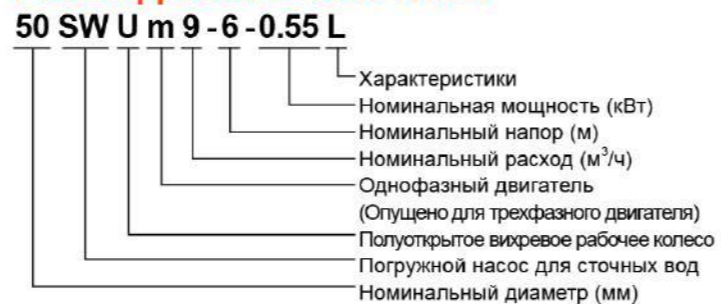 50 SW U m 9 - 6 - 0.55 L
Характеристики
Номинальная мощность (кВт)
Номинальный напор (м)
Номинальный расход (м³/ч)
Однофазный двигатель
(Опущено для трехфазного двигателя)
Полуоткрытое вихревое рабочее колесо
Погружной насос для сточных вод
Номинальный диаметр (мм)